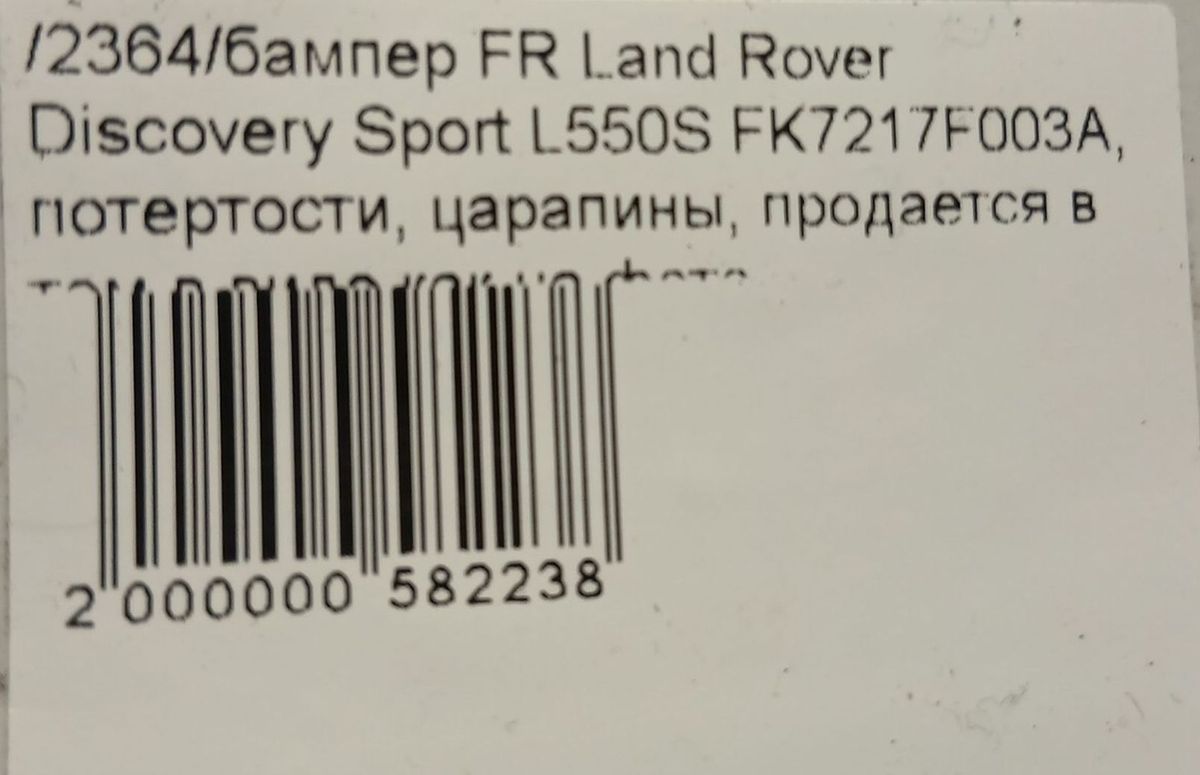 /2364/бампер FR Land Rover
Discovery Sport L550S FK7217F003A,
потертости, царапины, продается в
2 000000 582238